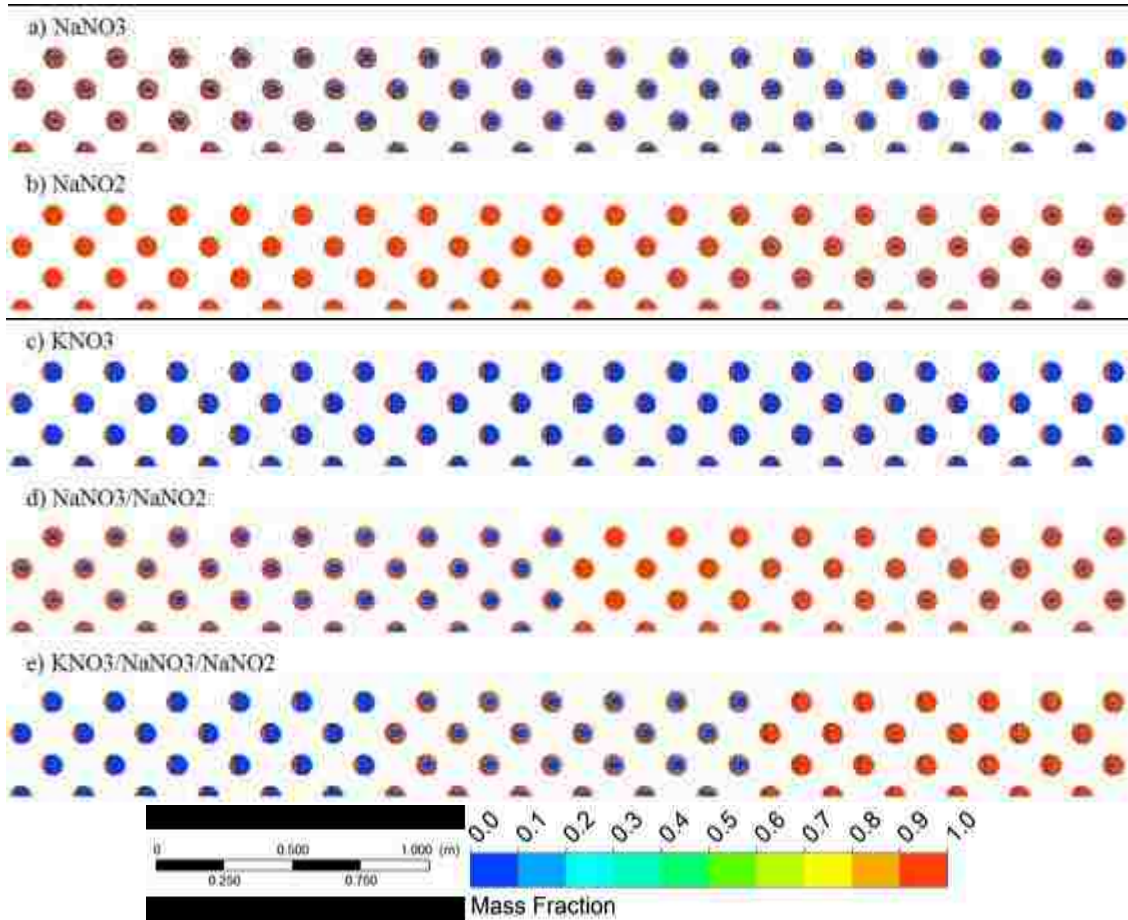 a) NaNO3
b) NaNO2
c) KNO3
d) NaNO3/NaNO2
e) KNO3/NaNO3/NaNO2
0 0.500 1.000 (m)
0.250 0.750
0.0 0.1 0.2 0.3 0.4 0.5 0.6 0.7 0.8 0.9 1.0
Mass Fraction